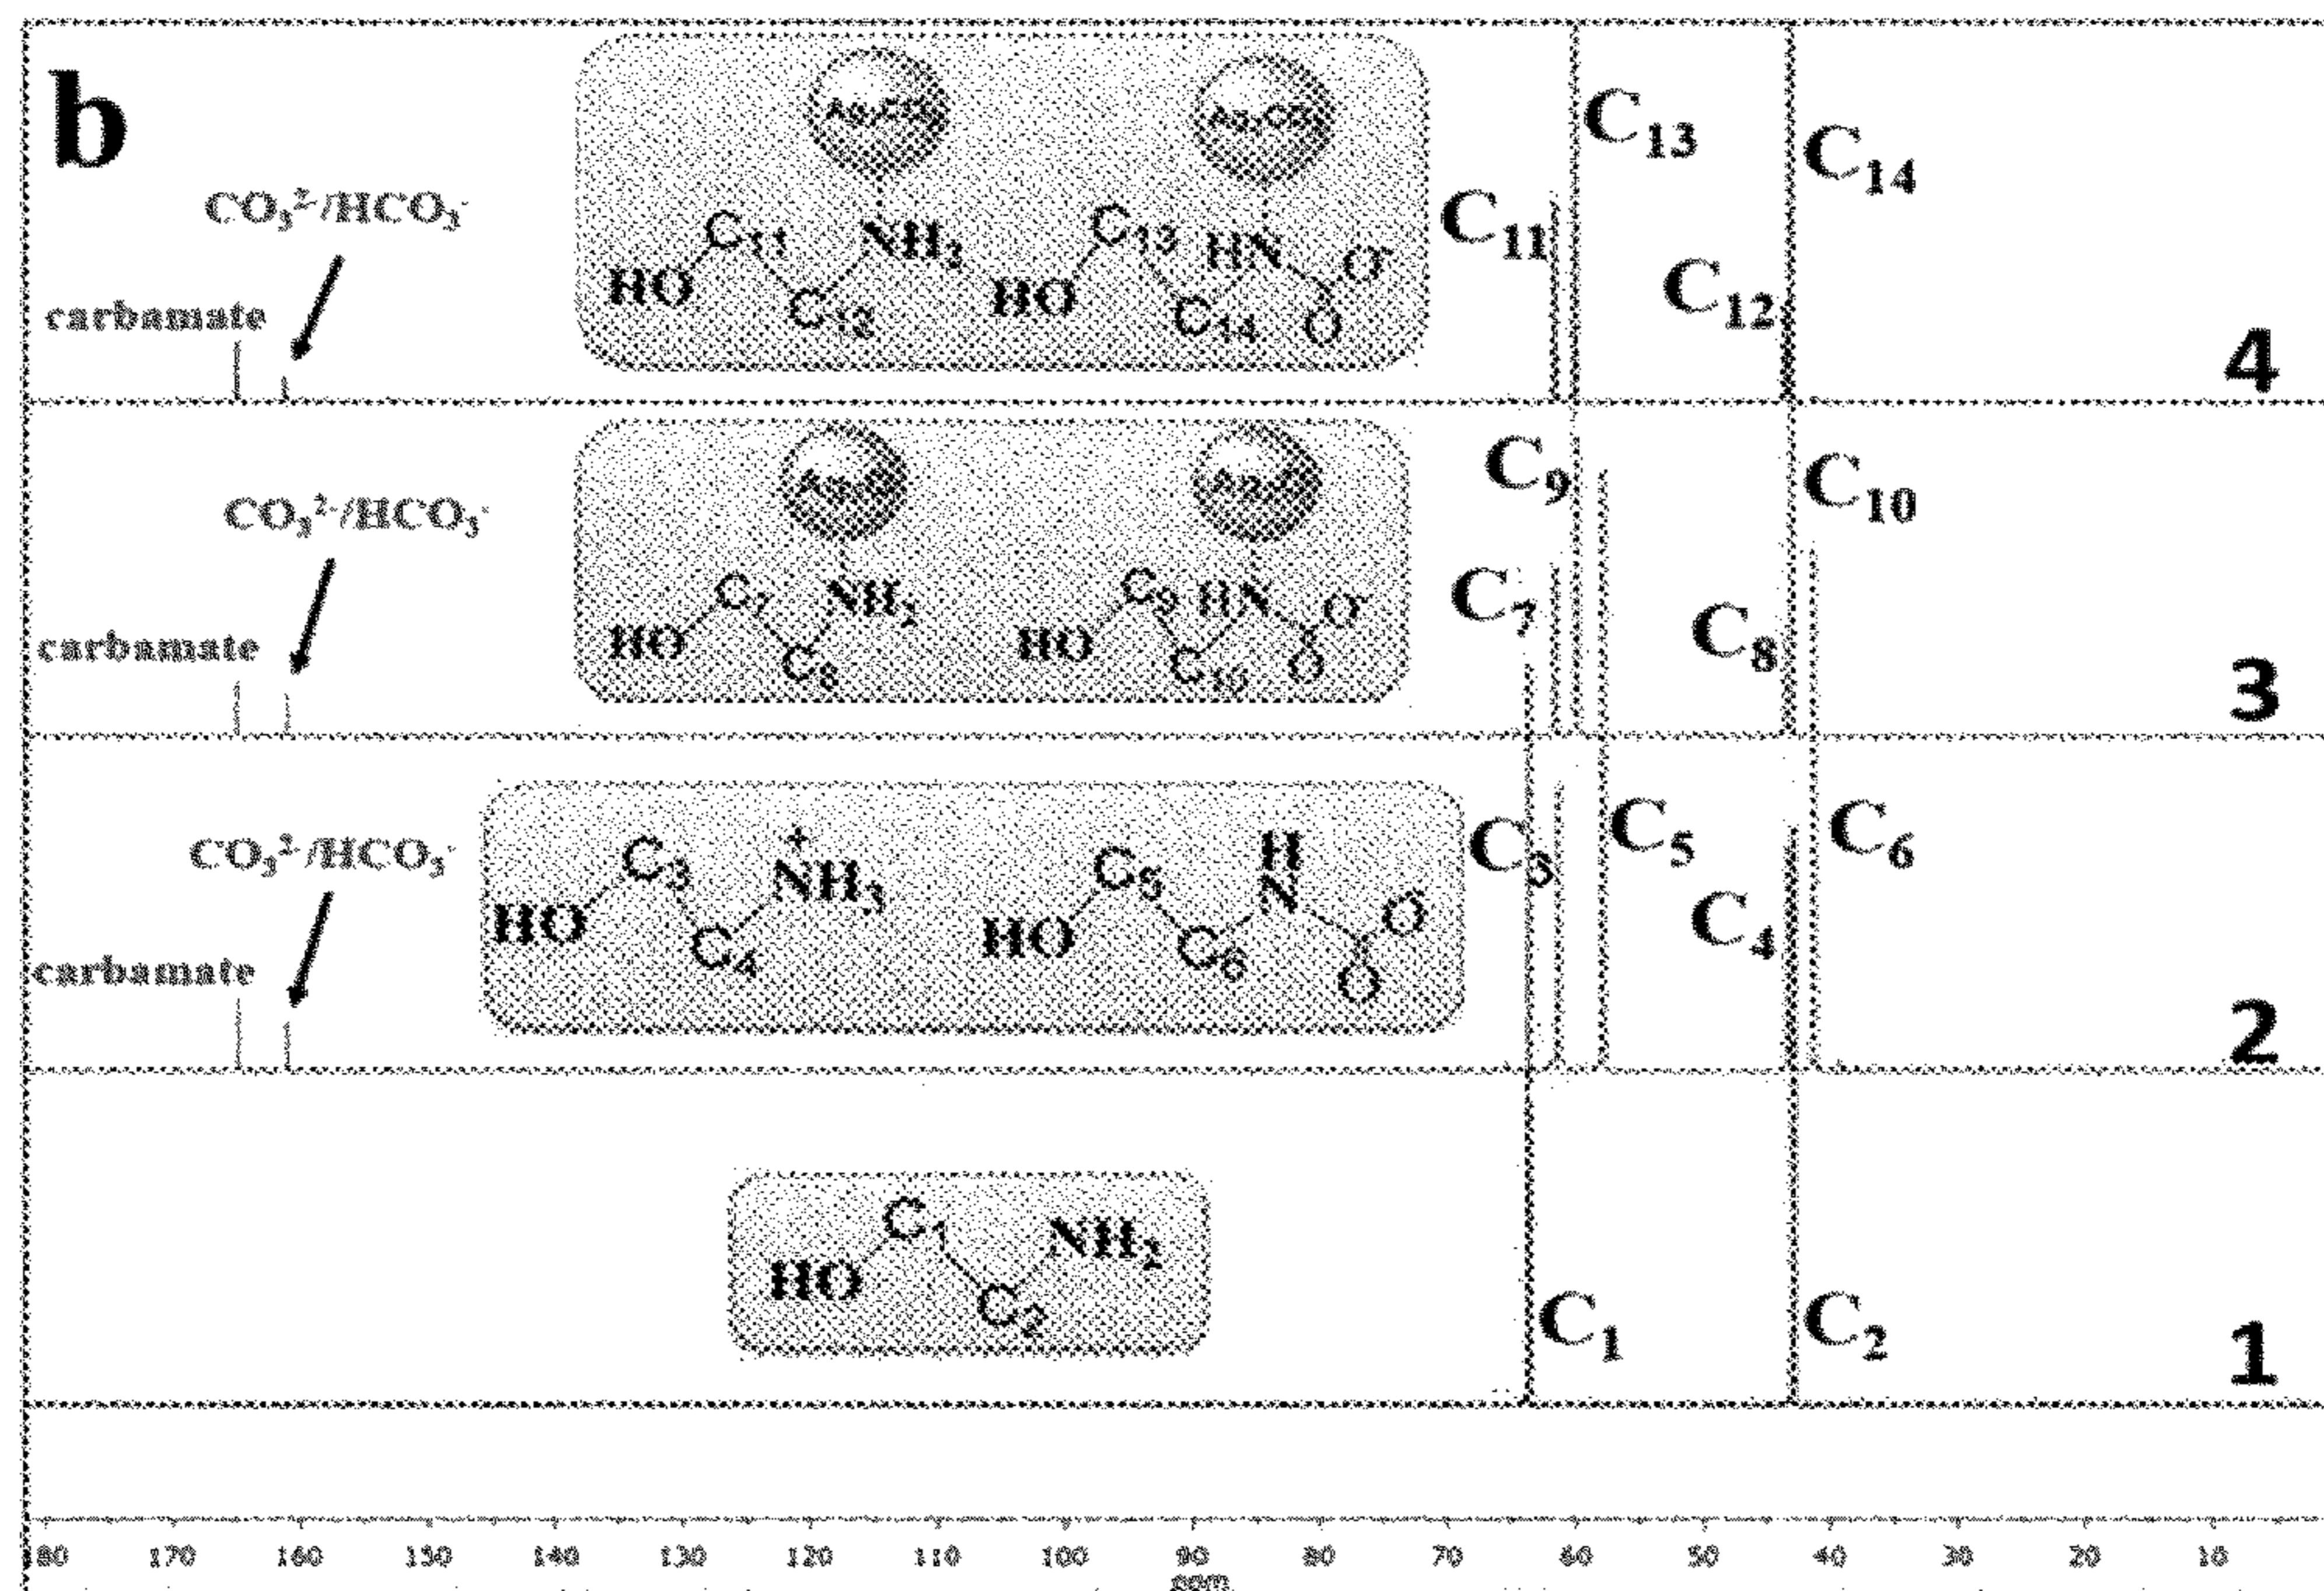 b
C₁₃
C₁₄
CO₃²⁻/HCO₃⁻
C₁₁
C₁₁ NH₂ C₁₃ HN O⁻
HO C₁₂ HO C₁₄ O
C₁₂
carbamate
4
C₉
C₁₀
CO₃²⁻/HCO₃⁻
C₇ NH₂ C₉ HN O⁻
HO C₈ HO C₁₀ O
C₇
C₈
carbamate
3
CO₃²⁻/HCO₃⁻
C₃ NH₃⁺ C₅ H N O⁻
HO C₄ HO C₆ O
C₃
C₅
C₆
C₄
carbamate
2
C₁ NH₂
HO C₂
C₁
C₂
1
180 170 160 150 140 130 120 110 100 90 80 70 60 50 40 30 20 10
ppm